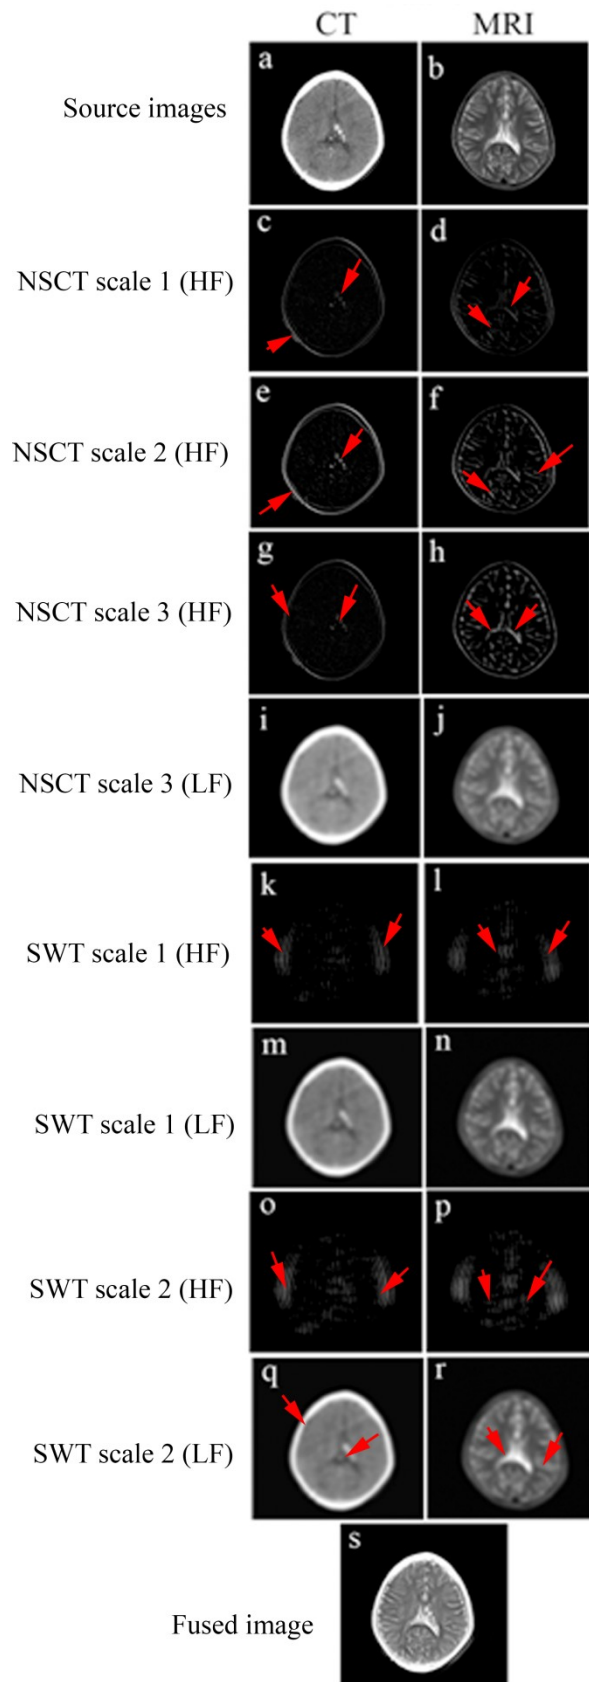 CT MRI
Source images a b
NSCT scale 1 (HF) c d
NSCT scale 2 (HF) e f
NSCT scale 3 (HF) g h
NSCT scale 3 (LF) i j
SWT scale 1 (HF) k l
SWT scale 1 (LF) m n
SWT scale 2 (HF) o p
SWT scale 2 (LF) q r
Fused image s